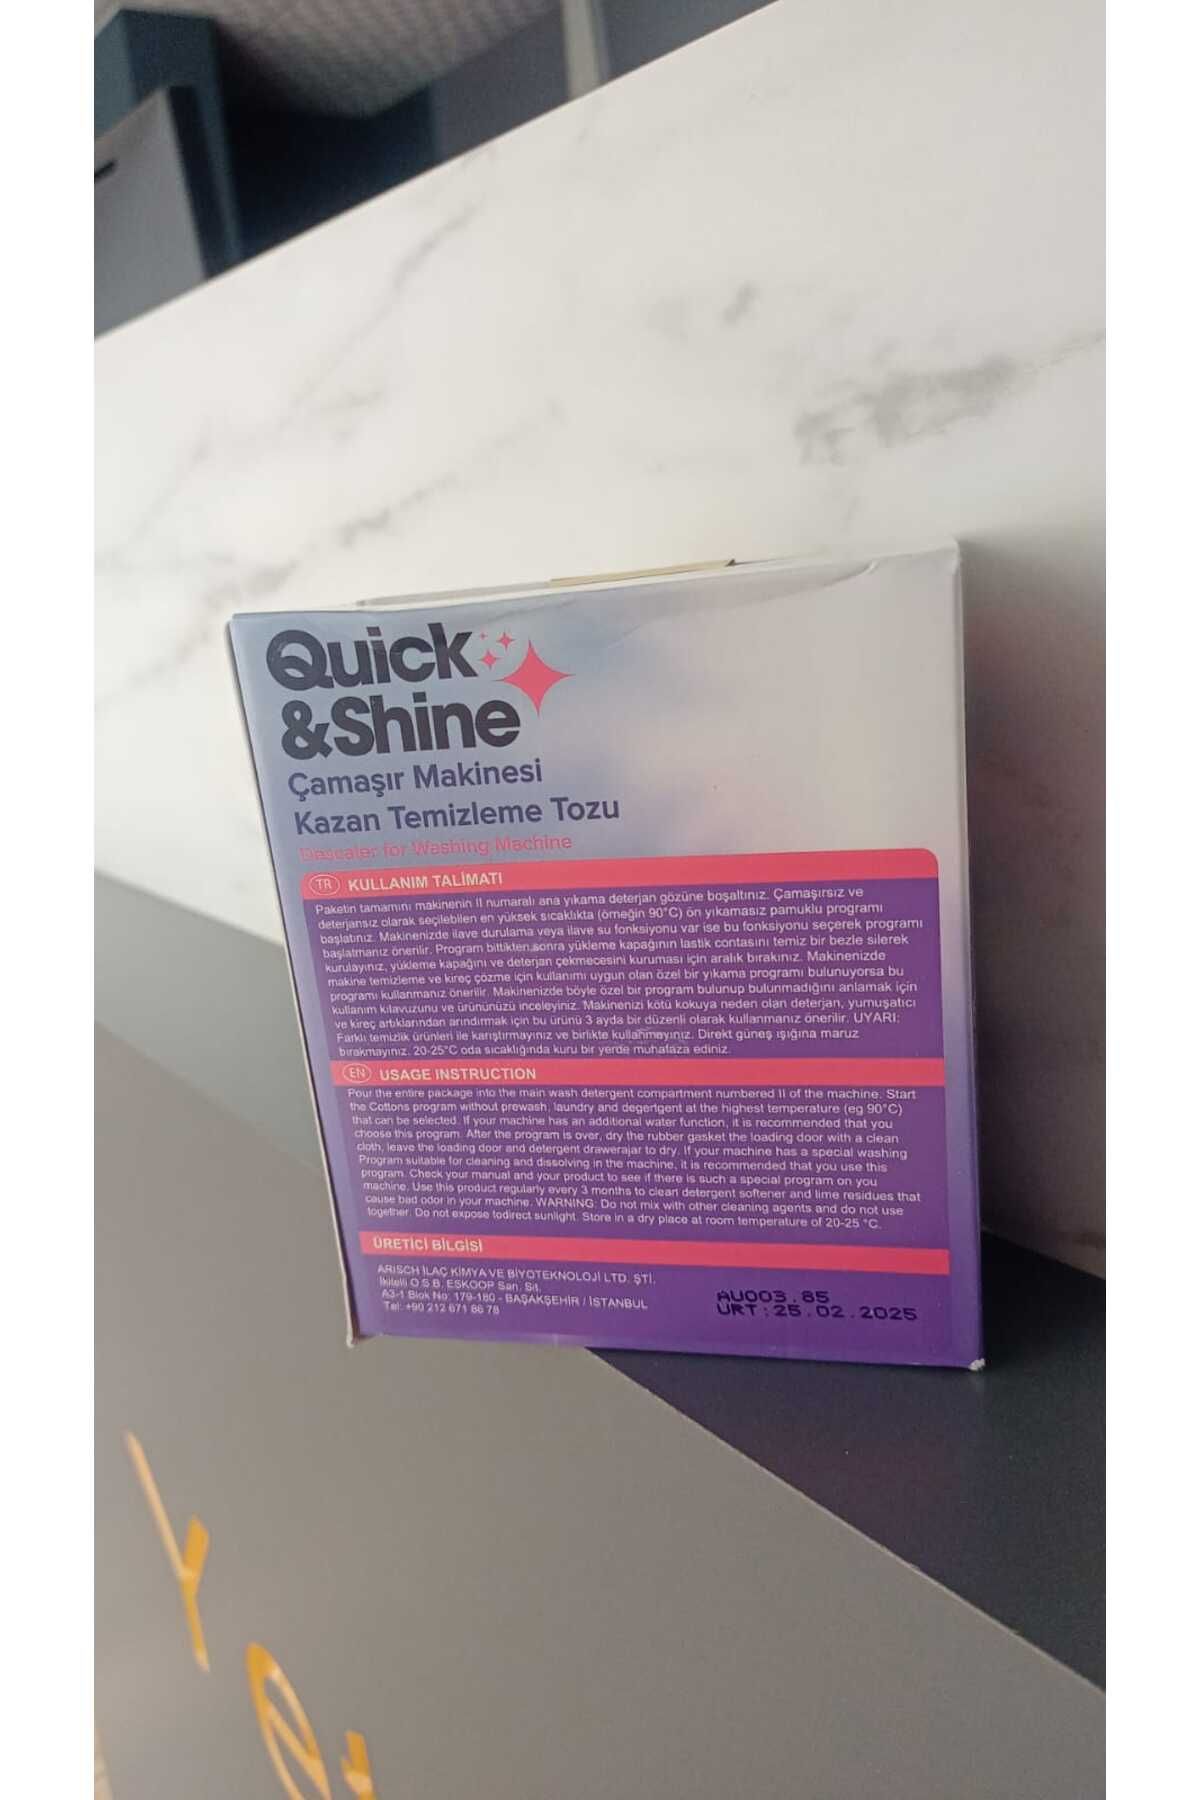 Quick
&Shine
Çamaşır Makinesi
Kazan Temizleme Tozu
Descaler for Washing Machine
TR KULLANIM TALİMATI
Paketin tamamını makinenin II numaralı ana yıkama deterjan gözüne boşaltınız. Çamaşırsız ve
deterjansız olarak seçilebilen en yüksek sıcaklıkta (örneğin 90°C) ön yıkamasız pamuklu programı
başlatınız. Makinenizde ilave durulama veya ilave su fonksiyonu var ise bu fonksiyonu seçerek programı
başlatmanız önerilir. Program bittikten sonra yükleme kapağının lastik contasını temiz bir bezle silerek
kurulayınız, yükleme kapağını ve deterjan çekmecesini kuruması için aralık bırakınız. Makinenizde
makine temizleme ve kireç çözme için kullanımı uygun olan özel bir yıkama programı bulunuyorsa bu
programı kullanmanız önerilir. Makinenizde böyle özel bir program bulunup bulunmadığını anlamak için
kullanım kılavuzunu ve ürününüzü inceleyiniz. Makinenizi kötü kokuya neden olan deterjan, yumuşatıcı
ve kireç artıklarından arındırmak için bu ürünü 3 ayda bir düzenli olarak kullanmanız önerilir. UYARI:
Farklı temizlik ürünleri ile karıştırmayınız ve birlikte kullanmayınız. Direkt güneş ışığına maruz
bırakmayınız. 20-25°C oda sıcaklığında kuru bir yerde muhafaza ediniz.
EN USAGE INSTRUCTION
Pour the entire package into the main wash detergent compartment numbered II of the machine. Start
the Cottons program without prewash, laundry and degertgent at the highest temperature (eg 90°C)
that can be selected. If your machine has an additional water function, it is recommended that you
choose this program. After the program is over, dry the rubber gasket the loading door with a clean
cloth, leave the loading door and detergent drawerajar to dry. If your machine has a special washing
Program suitable for cleaning and dissolving in the machine, it is recommended that you use this
program. Check your manual and your product to see if there is such a special program on you
machine. Use this product regularly every 3 months to clean detergent softener and lime residues that
cause bad odor in your machine. WARNING: Do not mix with other cleaning agents and do not use
together. Do not expose todirect sunlight. Store in a dry place at room temperature of 20-25 °C.
ÜRETİCİ BİLGİSİ
ARISCH İLAÇ KİMYA VE BİYOTEKNOLOJİ LTD. ŞTİ.
İkitelli O.S.B. ESKOOP San. Sit.
A3-1 Blok No: 179-180 - BAŞAKŞEHİR / İSTANBUL
Tel: +90 212 671 86 78
AU003.85
URT:25.02.2025